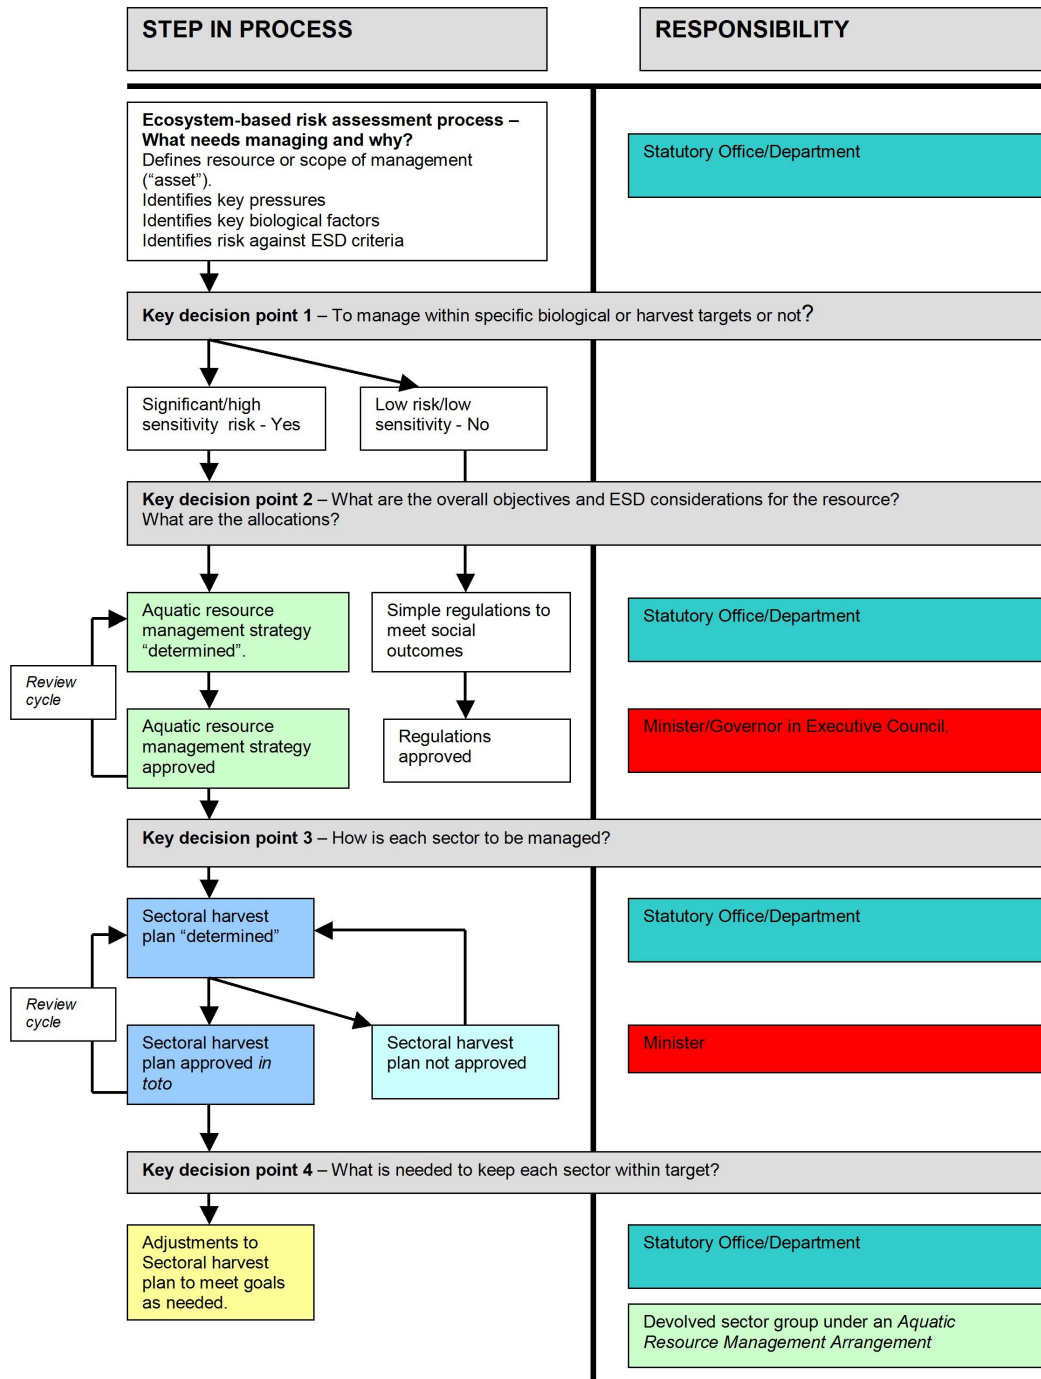 STEP IN PROCESS
RESPONSIBILITY
Ecosystem-based risk assessment process –
What needs managing and why?
Defines resource or scope of management
(“asset”).
Identifies key pressures
Identifies key biological factors
Identifies risk against ESD criteria
Statutory Office/Department
Key decision point 1 – To manage within specific biological or harvest targets or not?
Significant/high
sensitivity risk - Yes
Low risk/low
sensitivity - No
Key decision point 2 – What are the overall objectives and ESD considerations for the resource?
What are the allocations?
Aquatic resource
management strategy
“determined”.
Simple regulations to
meet social
outcomes
Statutory Office/Department
Review
cycle
Aquatic resource
management strategy
approved
Regulations
approved
Minister/Governor in Executive Council.
Key decision point 3 – How is each sector to be managed?
Sectoral harvest
plan “determined”
Statutory Office/Department
Review
cycle
Sectoral harvest
plan approved in
toto
Sectoral harvest
plan not approved
Minister
Key decision point 4 – What is needed to keep each sector within target?
Adjustments to
Sectoral harvest
plan to meet goals
as needed.
Statutory Office/Department
Devolved sector group under an Aquatic
Resource Management Arrangement